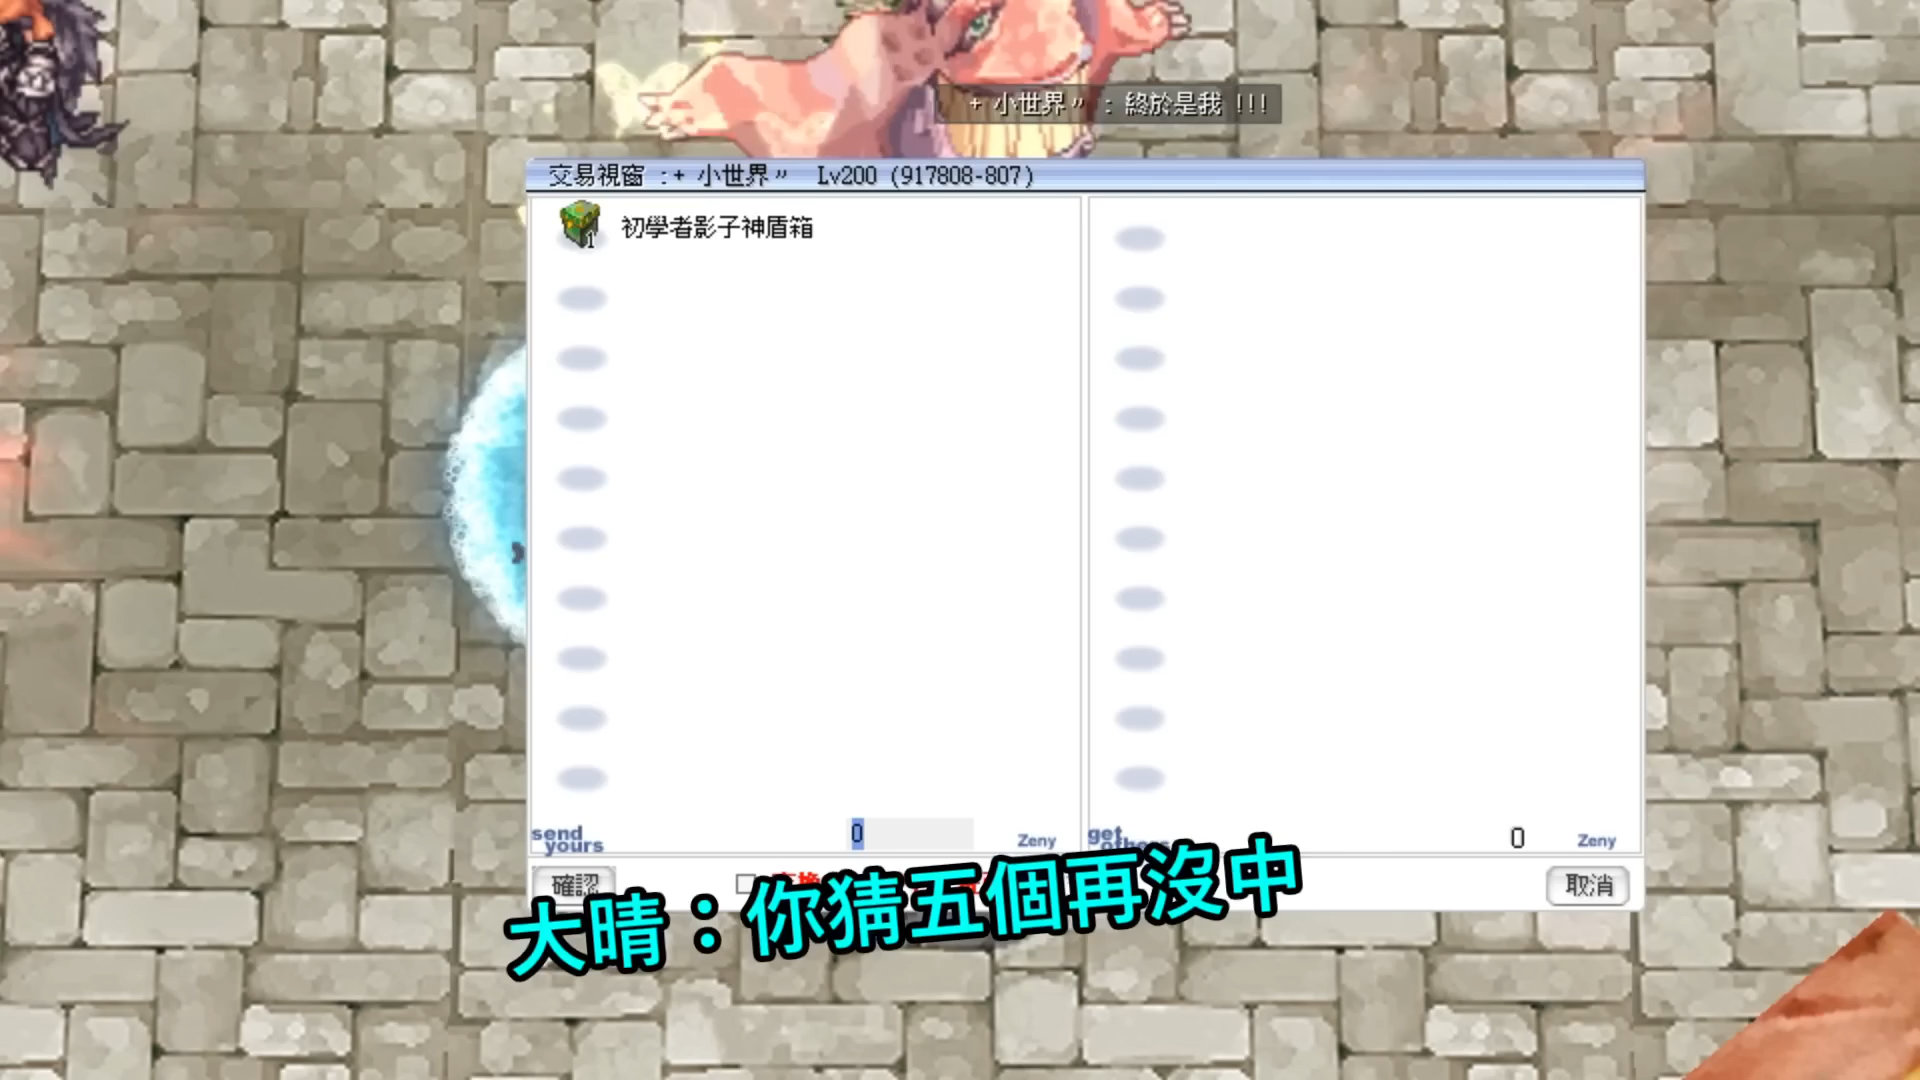 + 小世界〃 : 終於是我 !!!
交易視窗 :+ 小世界〃 Lv200 (917808-807)
1 初學者影子神盾箱
send yours
0
Zeny
get others
0
Zeny
確認
取消
大晴：你猜五個再沒中